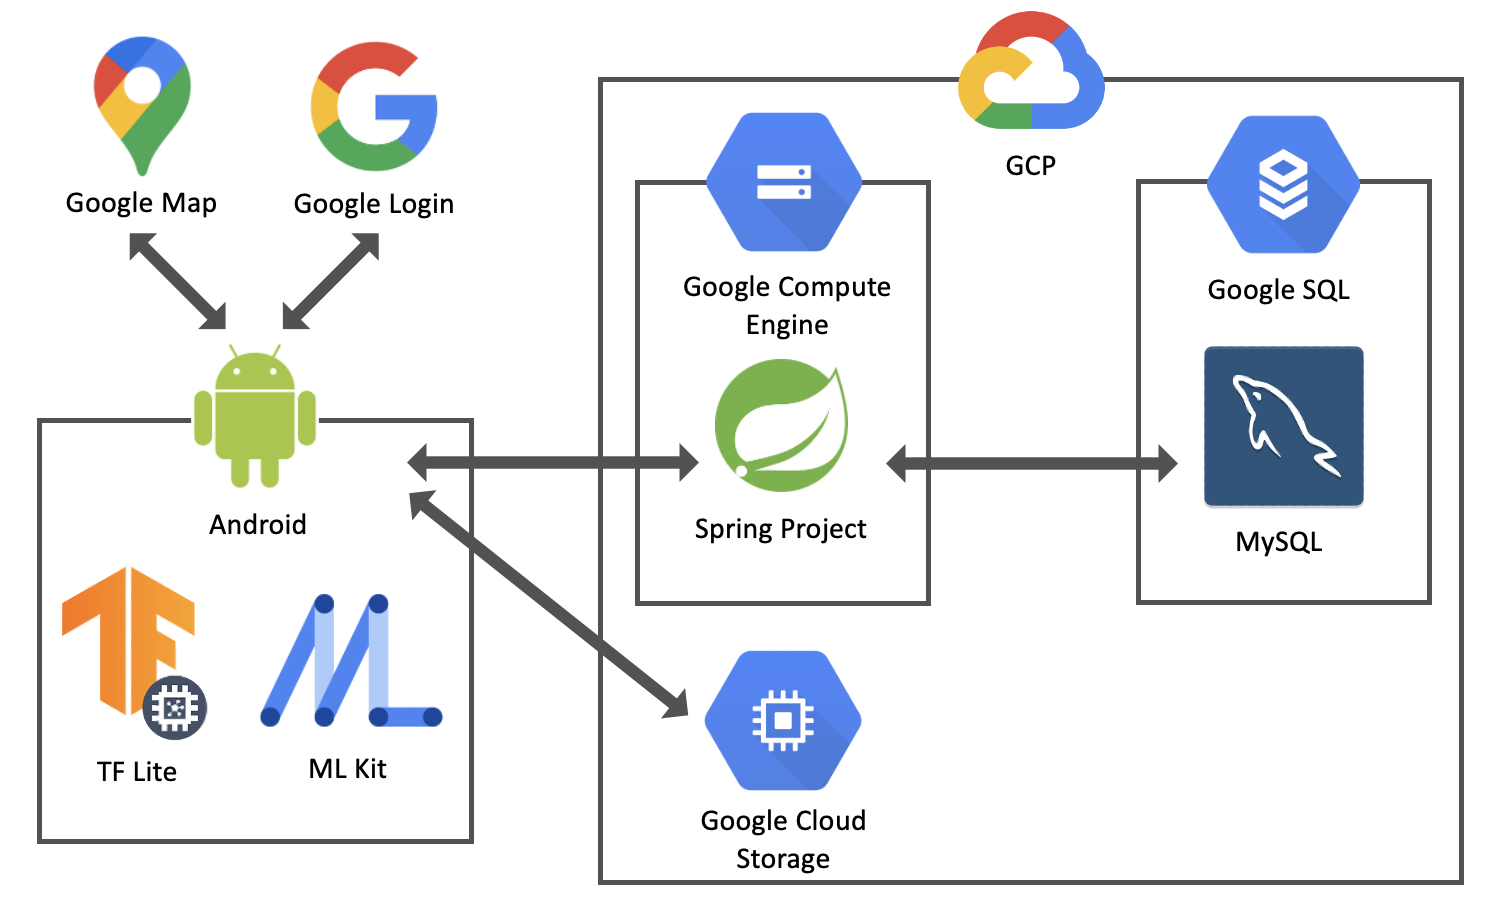 Google Map
Google Login
GCP
Google Compute
Engine
Google SQL
Spring Project
MySQL
Android
TF Lite
ML Kit
Google Cloud
Storage